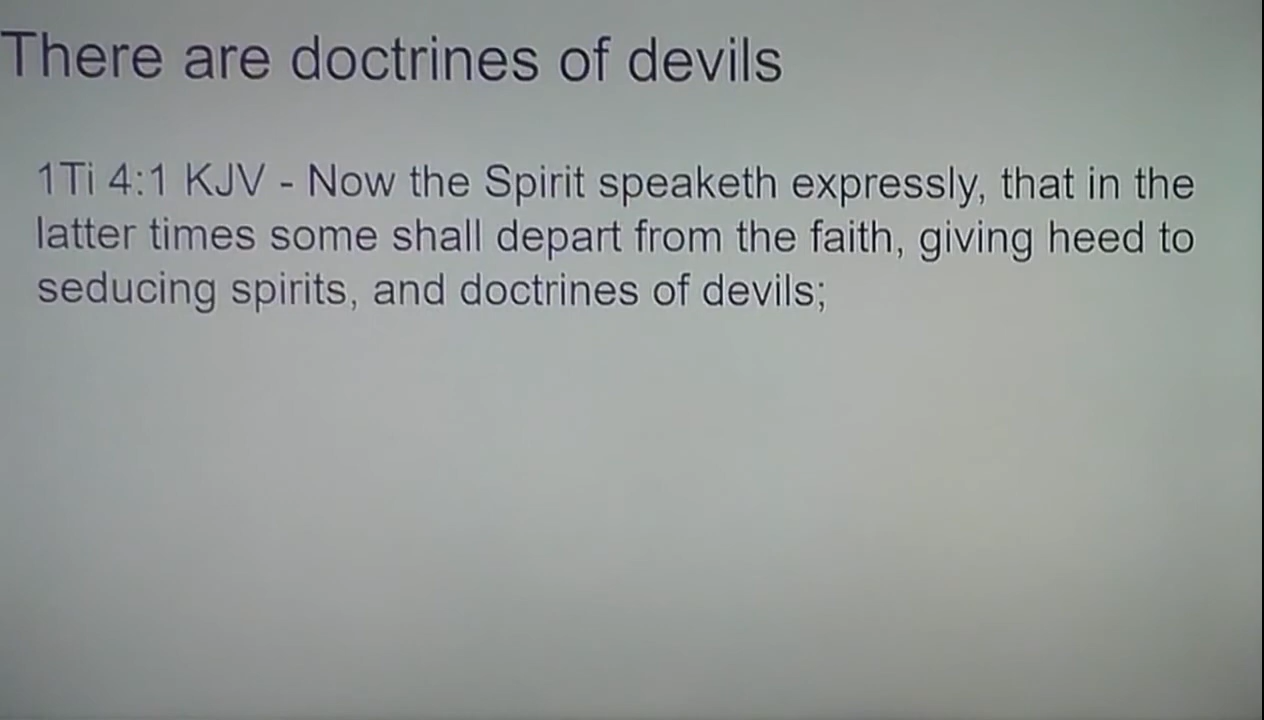 There are doctrines of devils
1Ti 4:1 KJV - Now the Spirit speaketh expressly, that in the
latter times some shall depart from the faith, giving heed to
seducing spirits, and doctrines of devils;